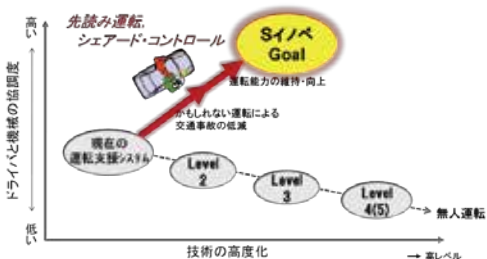 高い
先読み運転,
シェアード・コントロール
Sイノベ
Goal
運転能力の維持・向上
かもしれない運転による
交通事故の低減
ドライバと機械の協調度
現在の
運転支援システム
Level
2
Level
3
Level
4(5)
無人運転
低い
技術の高度化
→ 高レベル